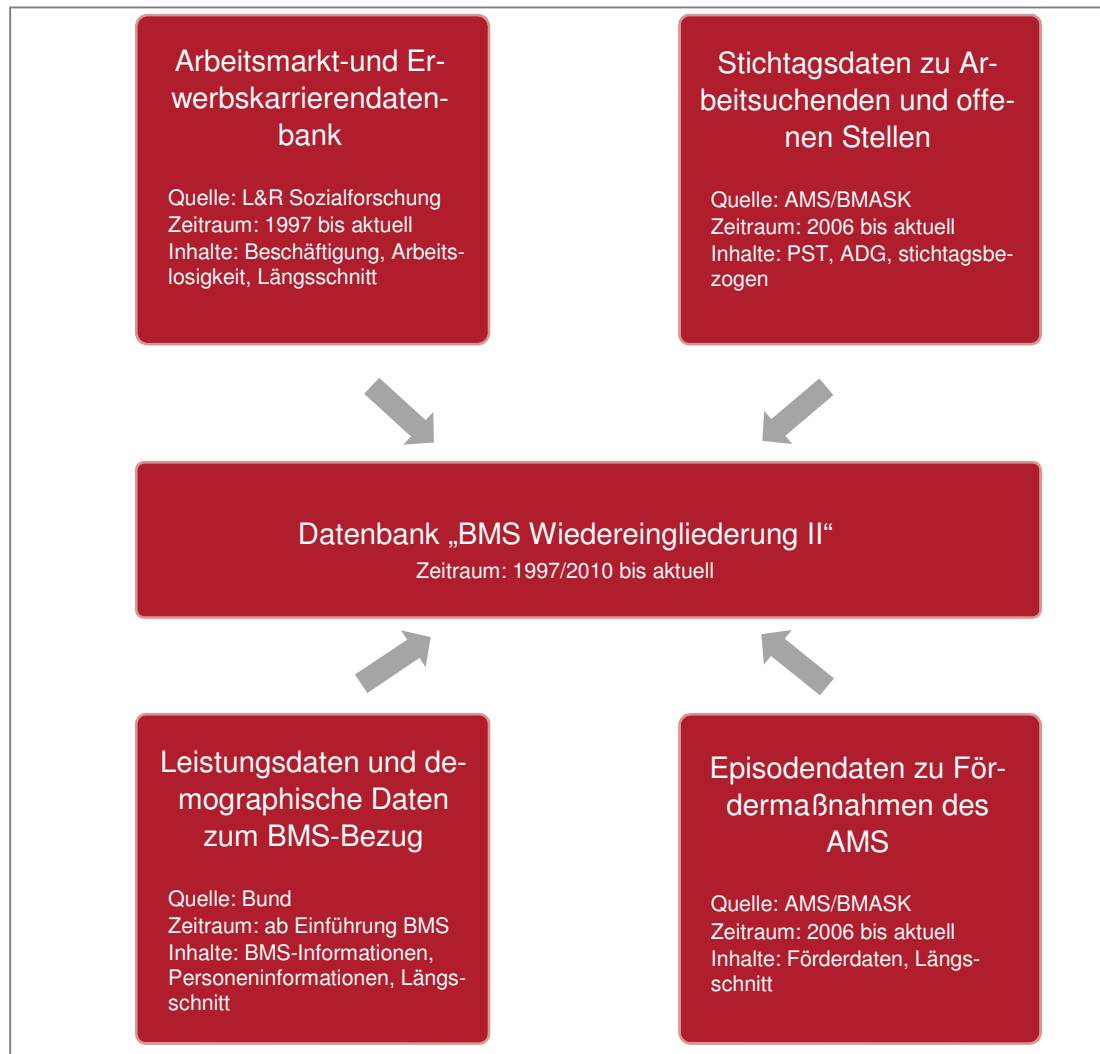 Arbeitsmarkt-und Er-
werbskarrierendaten-
bank
Quelle: L&R Sozialforschung
Zeitraum: 1997 bis aktuell
Inhalte: Beschäftigung, Arbeits-
losigkeit, Längsschnitt
Stichtagsdaten zu Ar-
beitsuchenden und offe-
nen Stellen
Quelle: AMS/BMASK
Zeitraum: 2006 bis aktuell
Inhalte: PST, ADG, stichtagsbe-
zogen
Datenbank „BMS Wiedereingliederung II“
Zeitraum: 1997/2010 bis aktuell
Leistungsdaten und de-
mographische Daten
zum BMS-Bezug
Quelle: Bund
Zeitraum: ab Einführung BMS
Inhalte: BMS-Informationen,
Personeninformationen, Längs-
schnitt
Episodendaten zu För-
dermaßnahmen des
AMS
Quelle: AMS/BMASK
Zeitraum: 2006 bis aktuell
Inhalte: Förderdaten, Längs-
schnitt